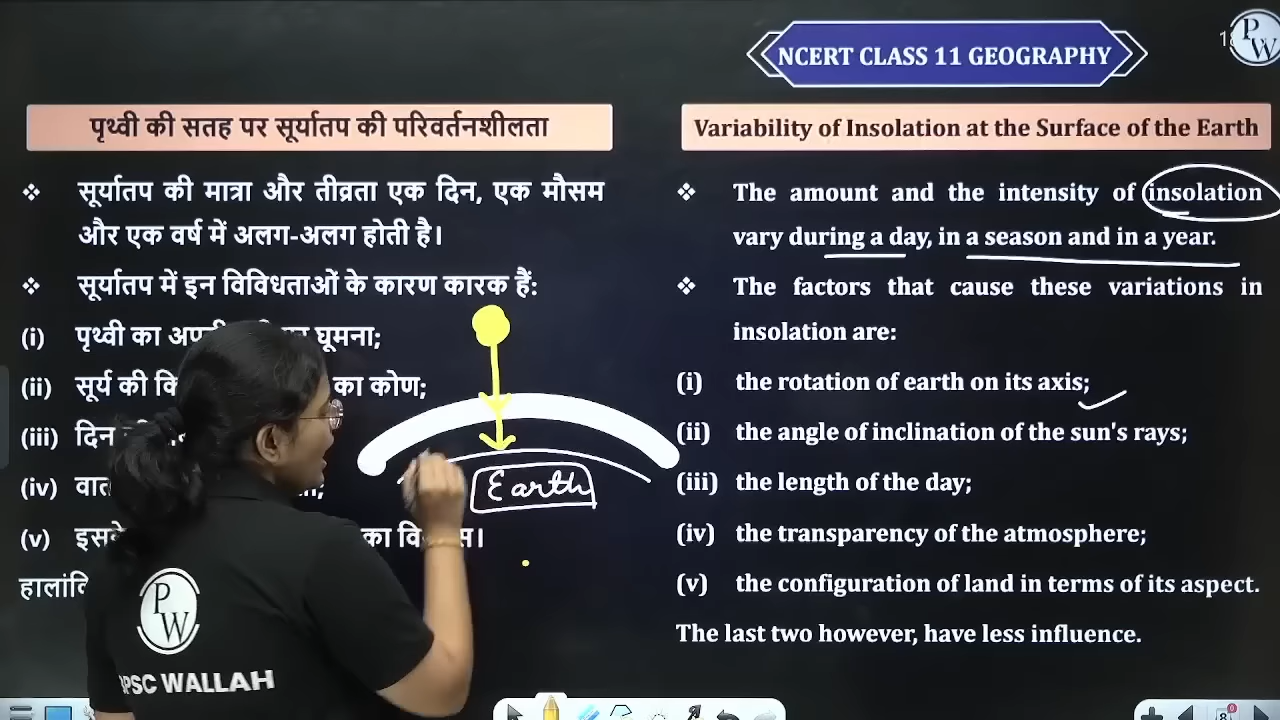 NCERT CLASS 11 GEOGRAPHY
PW
पृथ्वी की सतह पर सूर्यातप की परिवर्तनशीलता
❖ सूर्यातप की मात्रा और तीव्रता एक दिन, एक मौसम
और एक वर्ष में अलग-अलग होती है।
❖ सूर्यातप में इन विविधताओं के कारण कारक हैं:
(i) पृथ्वी का घूमना;
(ii) सूर्य की का कोण;
(iii) दिन
(iv)
(v) का
Earth
Variability of Insolation at the Surface of the Earth
❖ The amount and the intensity of insolation
vary during a day, in a season and in a year.
❖ The factors that cause these variations in
insolation are:
(i) the rotation of earth on its axis;
(ii) the angle of inclination of the sun's rays;
(iii) the length of the day;
(iv) the transparency of the atmosphere;
(v) the configuration of land in terms of its aspect.
The last two however, have less influence.
PW
PSC WALLAH